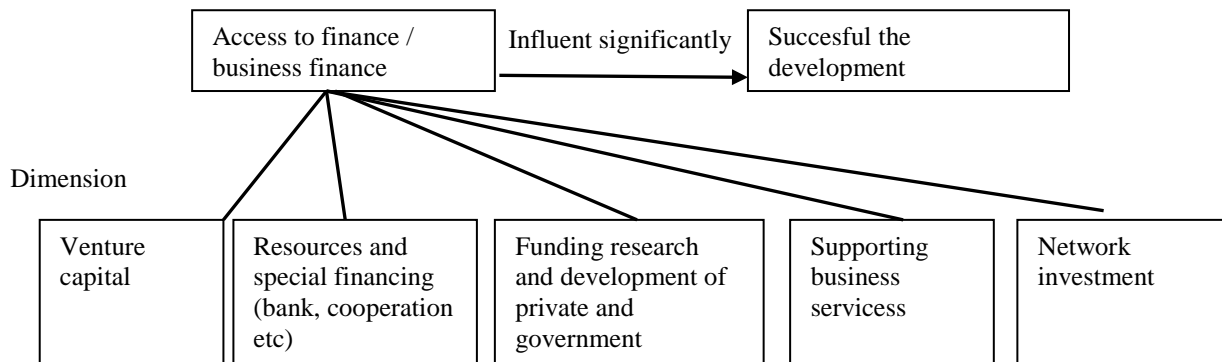 Access to finance /
business finance
Influent significantly
Succesful the
development
Dimension
Venture
capital
Resources and
special financing
(bank, cooperation
etc)
Funding research
and development of
private and
government
Supporting
business
servicess
Network
investment